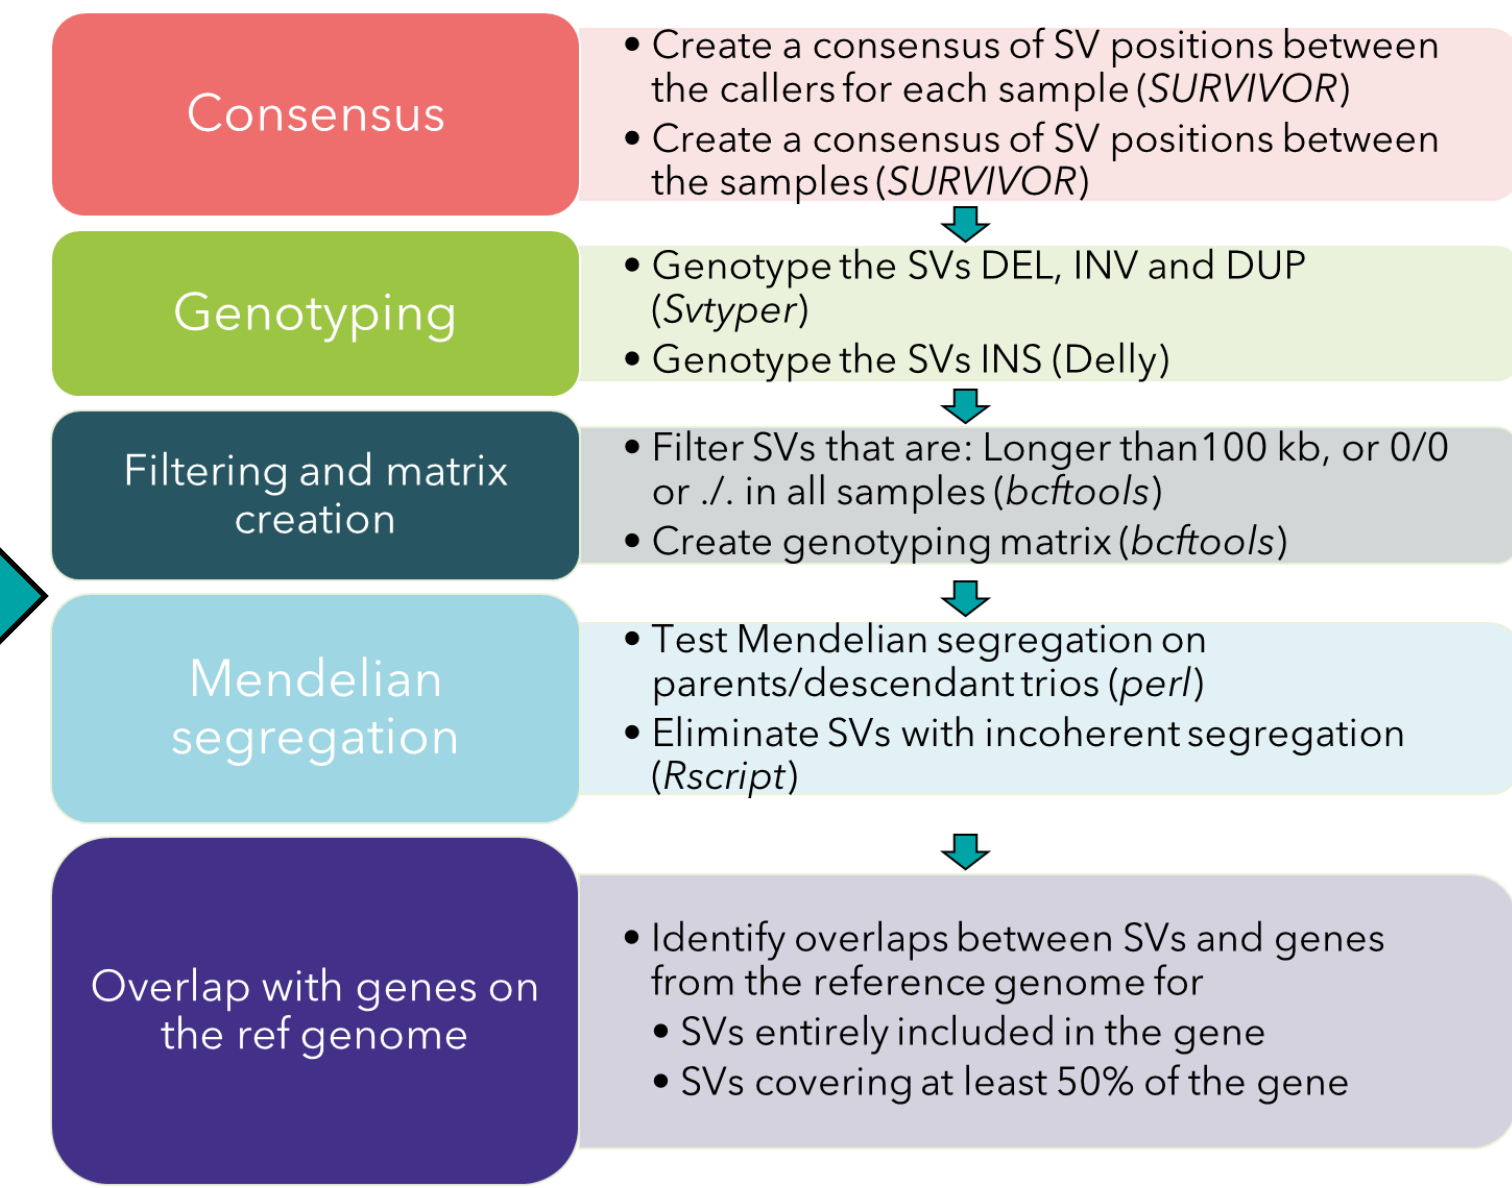 Consensus
• Create a consensus of SV positions between
the callers for each sample (SURVIVOR)
• Create a consensus of SV positions between
the samples (SURVIVOR)
Genotyping
• Genotype the SVs DEL, INV and DUP
(Svtyper)
• Genotype the SVs INS (Delly)
Filtering and matrix
creation
• Filter SVs that are: Longer than100 kb, or 0/0
or ./. in all samples (bcftools)
• Create genotyping matrix (bcftools)
Mendelian
segregation
• Test Mendelian segregation on
parents/descendant trios (perl)
• Eliminate SVs with incoherent segregation
(Rscript)
Overlap with genes on
the ref genome
• Identify overlaps between SVs and genes
from the reference genome for
• SVs entirely included in the gene
• SVs covering at least 50% of the gene